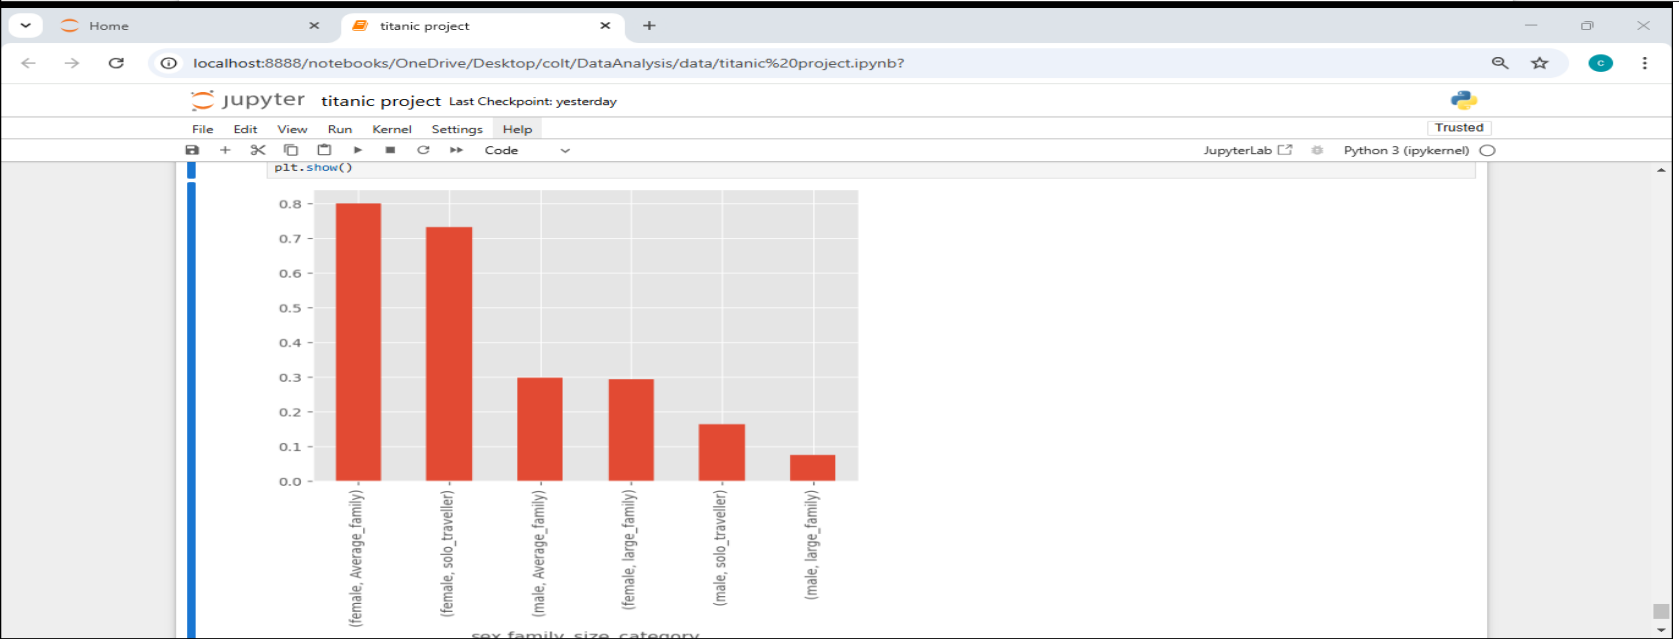 Home
titanic project
localhost:8888/notebooks/OneDrive/Desktop/colt/DataAnalysis/data/titanic%20project.ipynb?
c
jupyter titanic project Last Checkpoint: yesterday
File Edit View Run Kernel Settings Help
Trusted
Code
JupyterLab
Python 3 (ipykernel)
plt.show()
0.8
0.7
0.6
0.5
0.4
0.3
0.2
0.1
0.0
(female, Average_family)
(female, solo_traveller)
(male, Average_family)
(female, large_family)
(male, solo_traveller)
(male, large_family)
sex,family_size_category